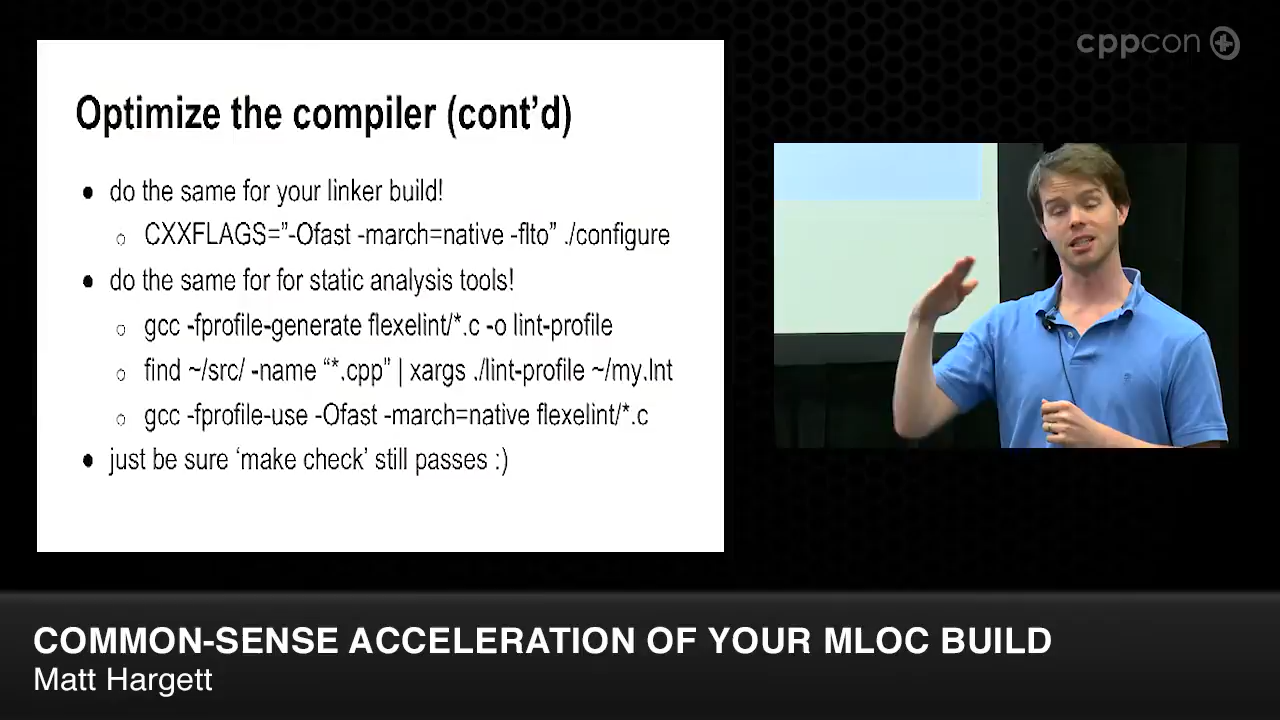 cppcon
Optimize the compiler (cont'd)
● do the same for your linker build!
○ CXXFLAGS=”-Ofast -march=native -flto” ./configure
● do the same for for static analysis tools!
○ gcc -fprofile-generate flexelint/*.c -o lint-profile
○ find ~/src/ -name “*.cpp” | xargs ./lint-profile ~/my.lnt
○ gcc -fprofile-use -Ofast -march=native flexelint/*.c
● just be sure ‘make check’ still passes :)
COMMON-SENSE ACCELERATION OF YOUR MLOC BUILD
Matt Hargett